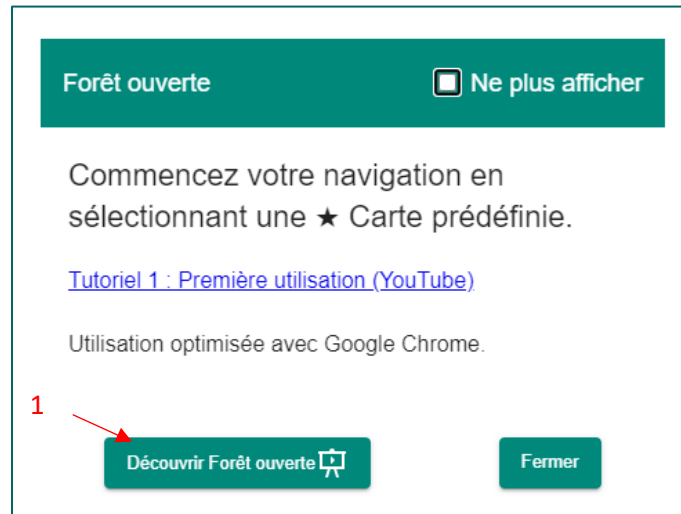 Forêt ouverte Ne plus afficher
Commencez votre navigation en
sélectionnant une ★ Carte prédéfinie.
Tutoriel 1 : Première utilisation (YouTube)
Utilisation optimisée avec Google Chrome.
1
Découvrir Forêt ouverte Fermer